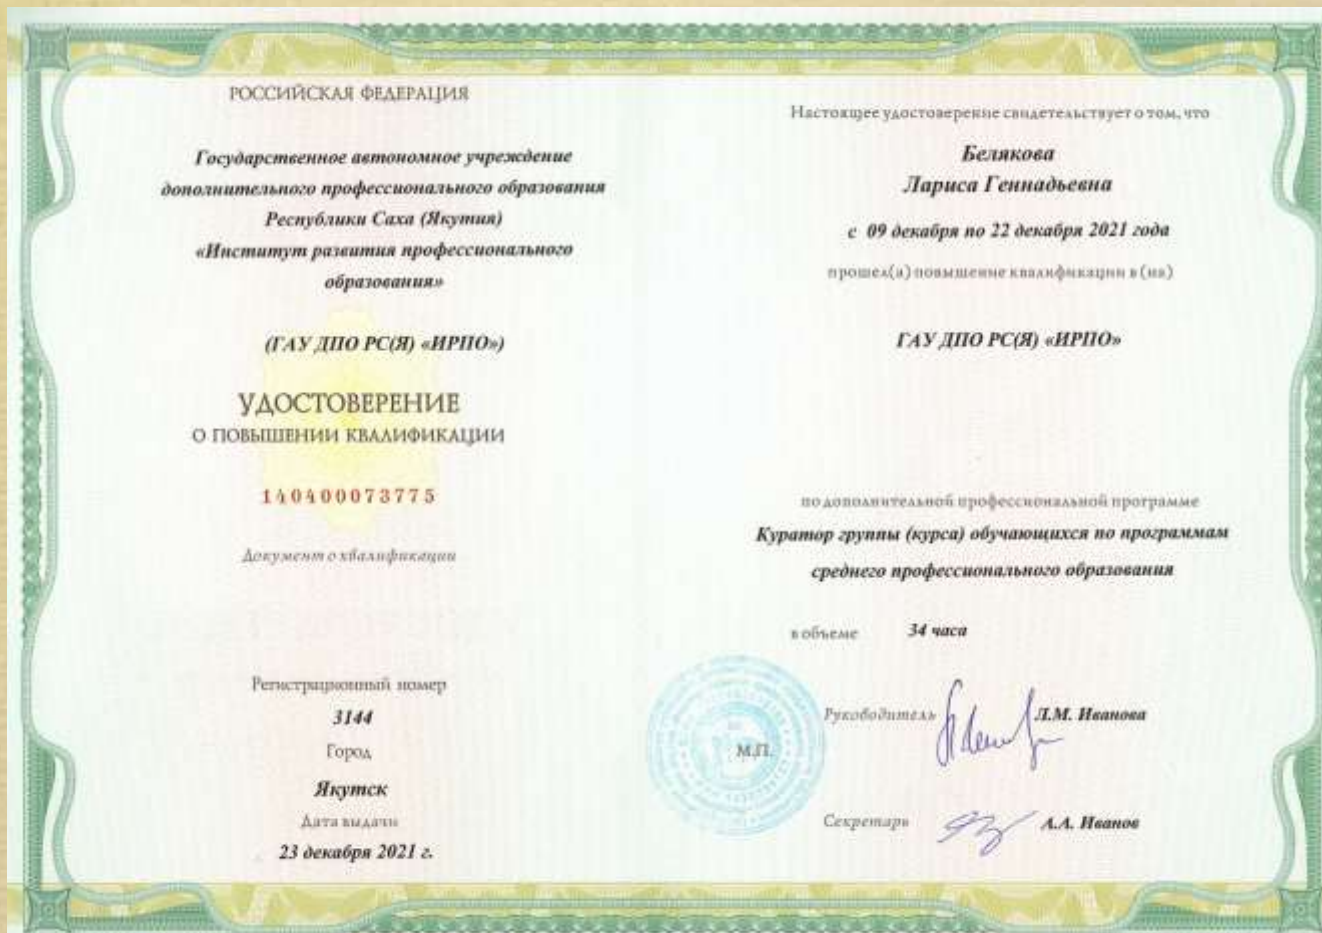 РОССИЙСКАЯ ФЕДЕРАЦИЯ
Государственное автономное учреждение
дополнительного профессионального образования
Республики Саха (Якутия)
«Институт развития профессионального
образования»
(ГАУ ДПО РС(Я) «ИРПО»)
УДОСТОВЕРЕНИЕ
О ПОВЫШЕНИИ КВАЛИФИКАЦИИ
140400073775
Документ о квалификации
Регистрационный номер
3144
Город
Якутск
Дата выдачи
23 декабря 2021 г.
Настоящее удостоверение свидетельствует о том, что
Белякова
Лариса Геннадьевна
с 09 декабря по 22 декабря 2021 года
прошел(а) повышение квалификации в (на)
ГАУ ДПО РС(Я) «ИРПО»
по дополнительной профессиональной программе
Куратор группы (курса) обучающихся по программам
среднего профессионального образования
в объеме 34 часа
Руководитель Л.М. Иванова
М.П.
Секретарь А.А. Иванов